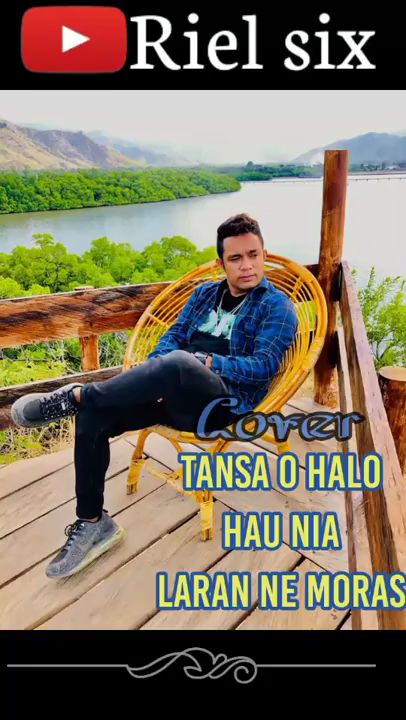 Riel six
Cover
TANSA O HALO
HAU NIA
LARAN NE MORAS